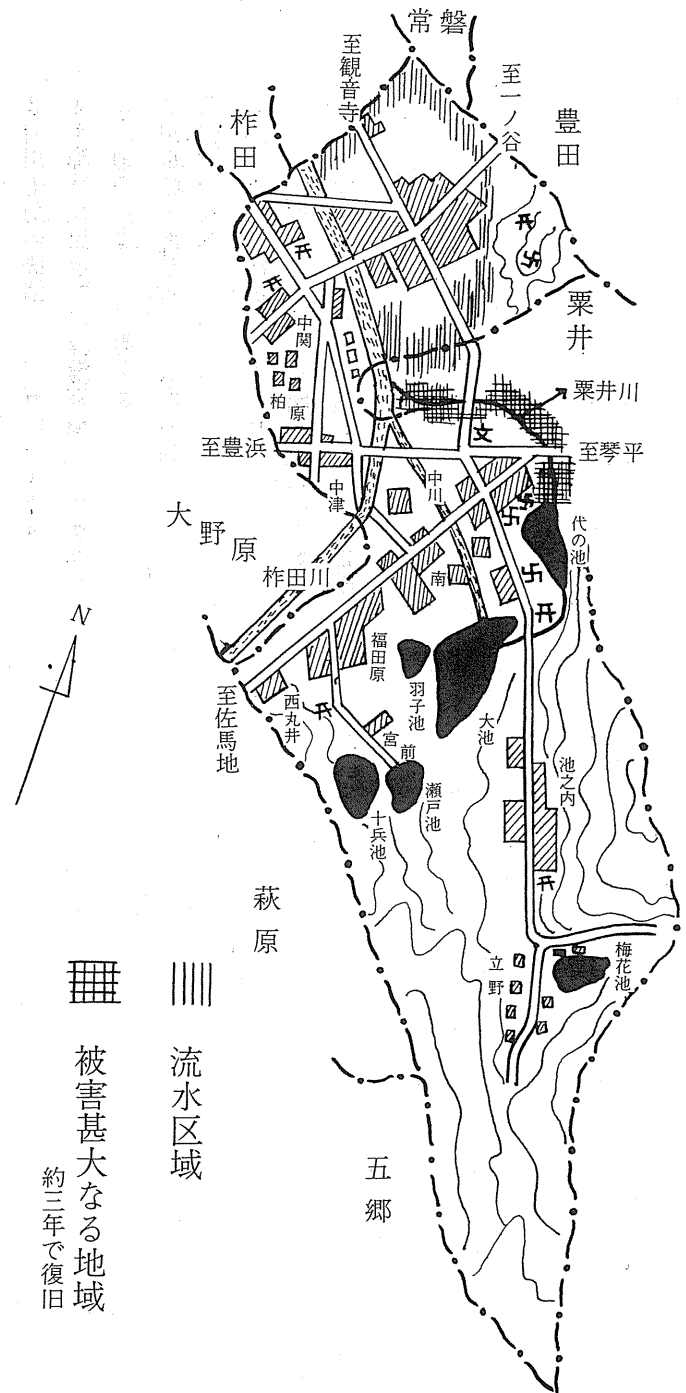 常磐
至観音寺
至一ノ谷
豊田
柞田
粟井
粟井川
中関
柏原
至豊浜
至琴平
文
中津
中川
代の池
大野原
柞田川
南
福田原
羽子池
大池
至佐馬地
西丸井
宮前
瀬戸池
十兵池
池之内
萩原
立野
梅花池
五郷
N
流水区域
被害甚大なる地域
約三年で復旧